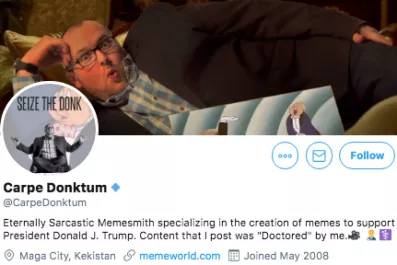 SEIZE THE DONK
Follow
Carpe Donktum
@CarpeDonktum
Eternally Sarcastic Memesmith specializing in the creation of memes to support
President Donald J. Trump. Content that I post was "Doctored" by me.🎥 👨‍⚕️ ⚕️
Maga City, Kekistan memeworld.com Joined May 2008